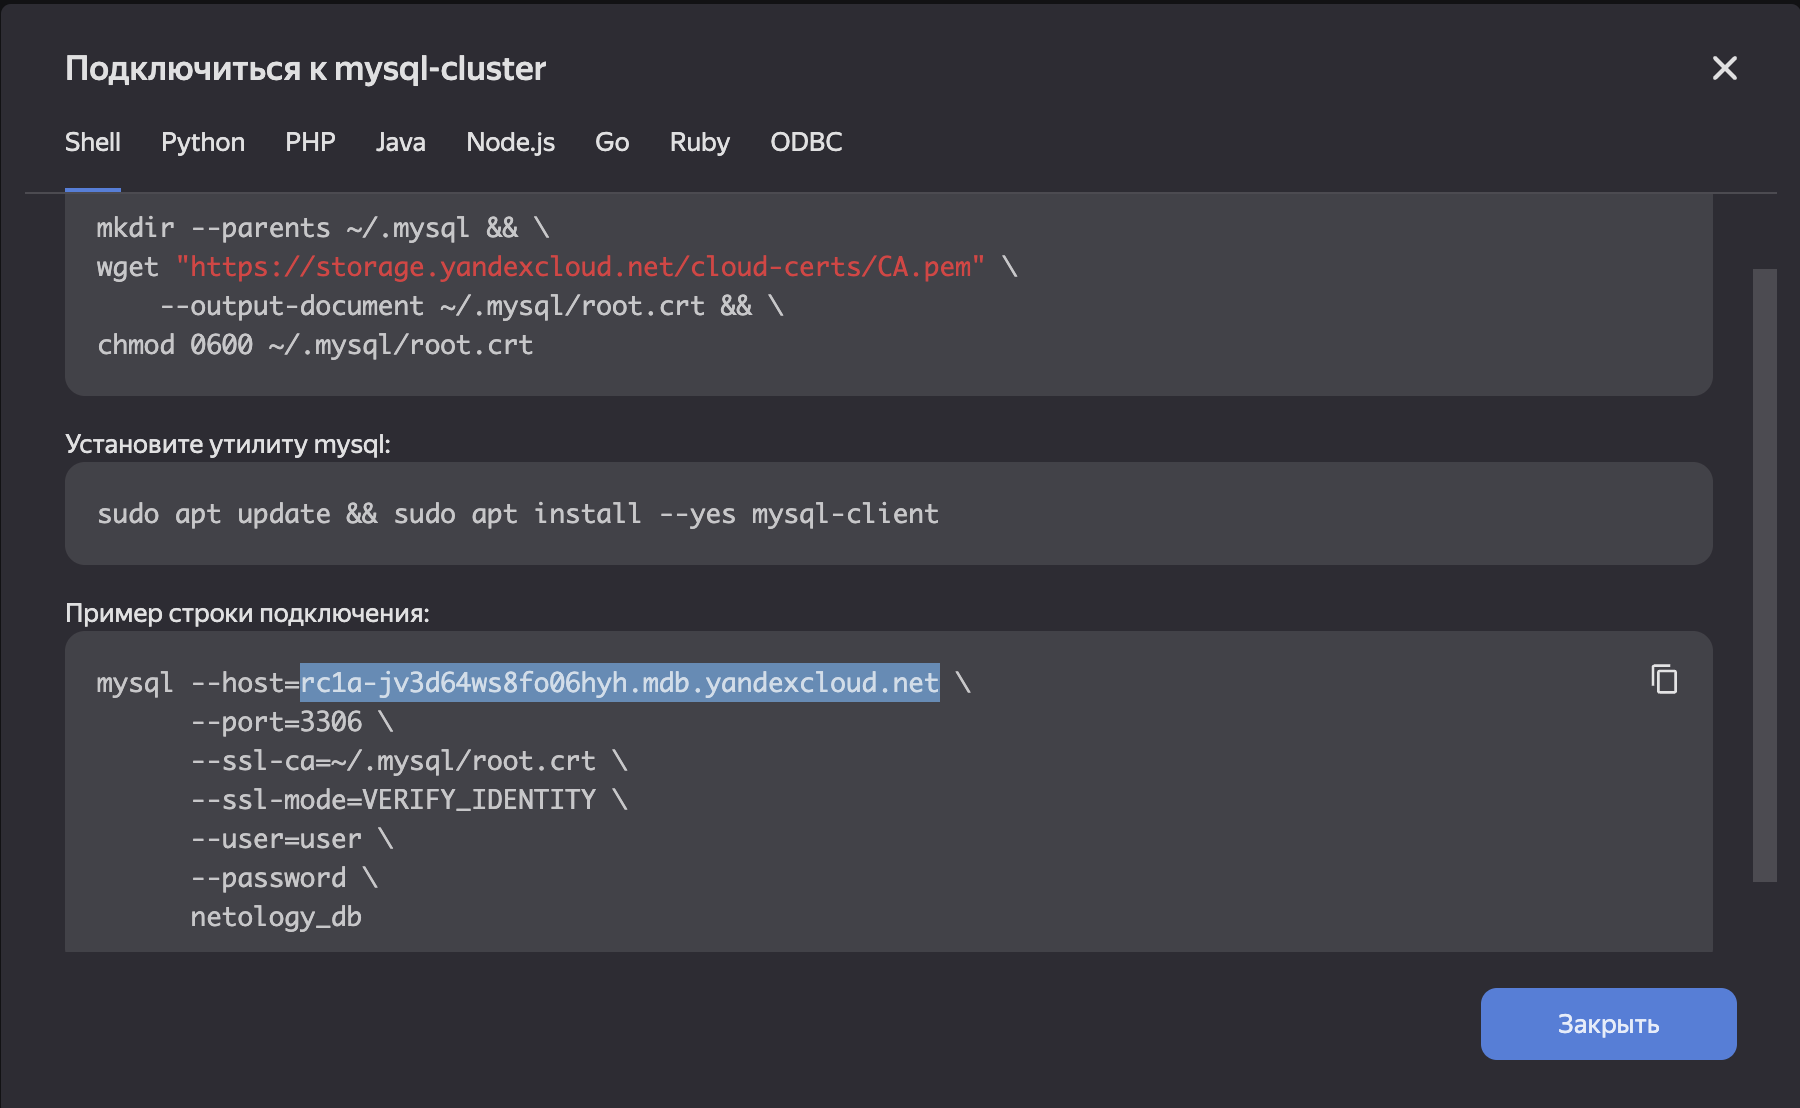 Подключиться к mysql-cluster
Shell Python PHP Java Node.js Go Ruby ODBC
mkdir --parents ~/.mysql && \
wget "https://storage.yandexcloud.net/cloud-certs/CA.pem" \
    --output-document ~/.mysql/root.crt && \
chmod 0600 ~/.mysql/root.crt
Установите утилиту mysql:
sudo apt update && sudo apt install --yes mysql-client
Пример строки подключения:
mysql --host=rc1a-jv3d64ws8fo06hyh.mdb.yandexcloud.net \
      --port=3306 \
      --ssl-ca=~/.mysql/root.crt \
      --ssl-mode=VERIFY_IDENTITY \
      --user=user \
      --password \
      netology_db
Закрыть